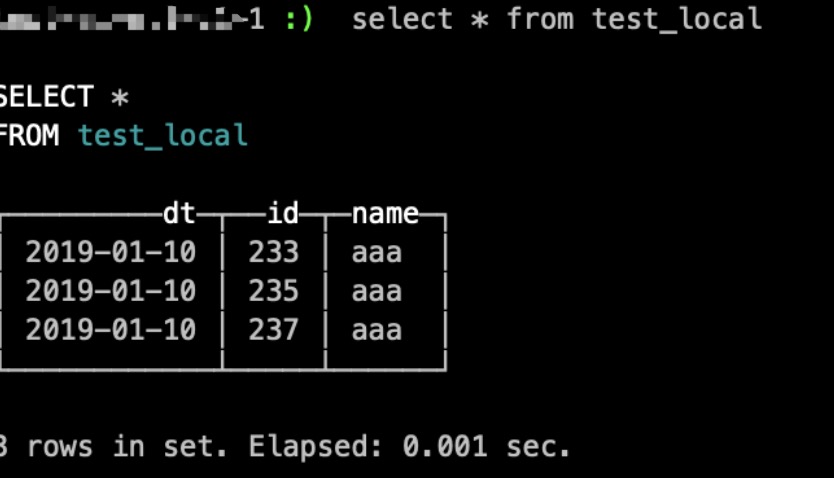 -1 :) select * from test_local
SELECT *
FROM test_local
dt id name
2019-01-10 233 aaa
2019-01-10 235 aaa
2019-01-10 237 aaa
3 rows in set. Elapsed: 0.001 sec.